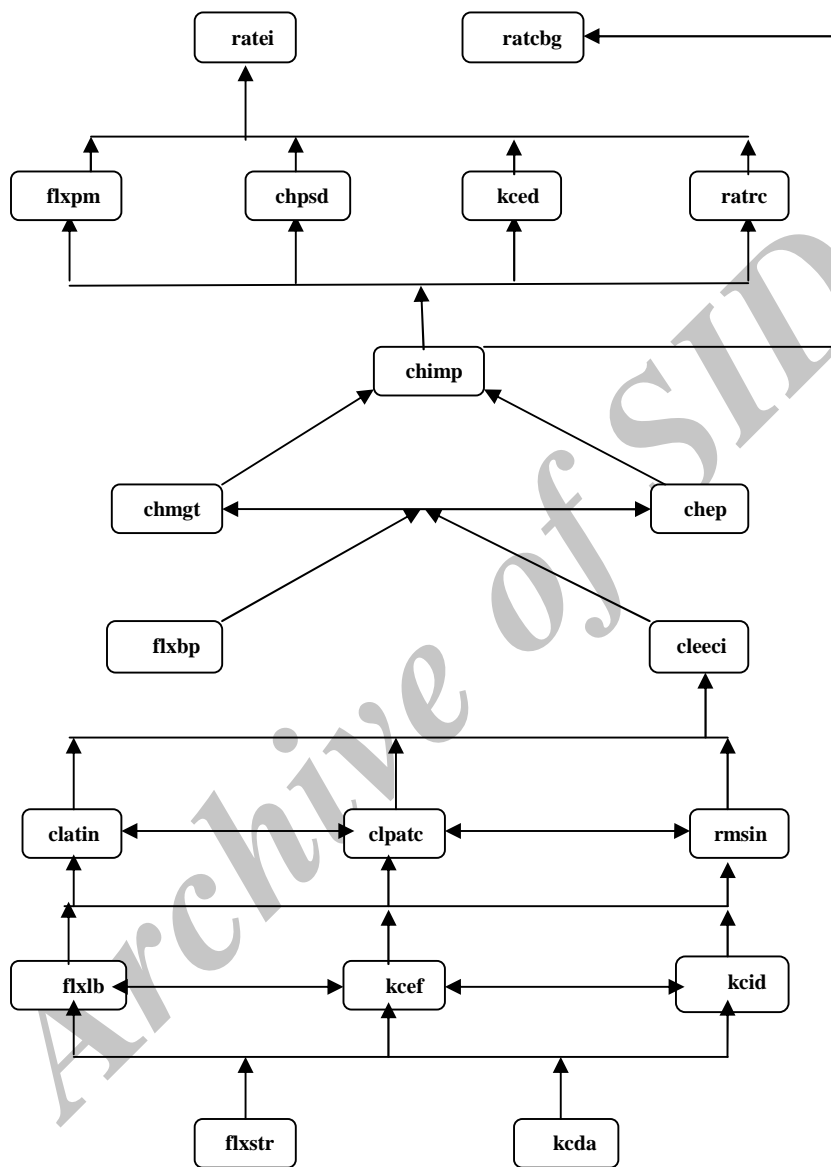 ratei
ratcbg
flxpm
chpsd
kced
ratrc
chimp
chmgt
chep
flxbp
cleeci
clatin
clpatc
rmsin
flxlb
kcef
kcid
flxstr
kcda
Archive of SID